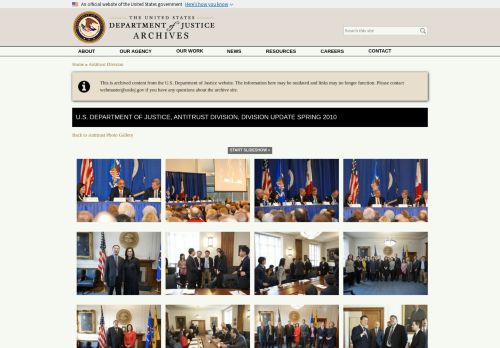 An official website of the United States government Here's how you know
THE UNITED STATES
DEPARTMENT of JUSTICE
ARCHIVES
Search this site
ABOUT OUR AGENCY OUR WORK NEWS RESOURCES CAREERS CONTACT
Home » Antitrust Division
This is archived content from the U.S. Department of Justice website. The information here may be outdated and links may no longer function. Please contact
webmaster@usdoj.gov if you have any questions about the archive site.
U.S. DEPARTMENT OF JUSTICE, ANTITRUST DIVISION, DIVISION UPDATE SPRING 2010
Back to Antitrust Photo Gallery
START SLIDESHOW »